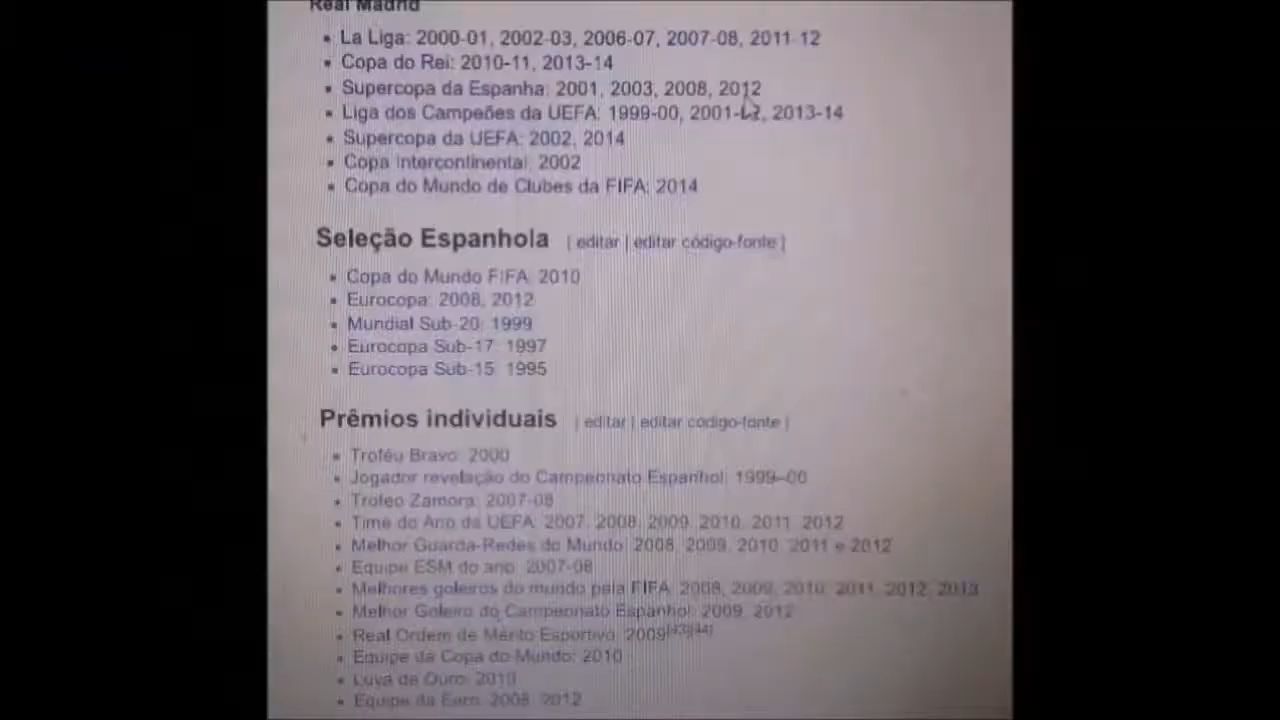 Real Madrid
La Liga: 2000-01, 2002-03, 2006-07, 2007-08, 2011-12
Copa do Rei: 2010-11, 2013-14
Supercopa da Espanha: 2001, 2003, 2008, 2012
Liga dos Campeões da UEFA: 1999-00, 2001-02, 2013-14
Supercopa da UEFA: 2002, 2014
Copa Intercontinental: 2002
Copa do Mundo de Clubes da FIFA: 2014
Seleção Espanhola [ editar | editar código-fonte ]
Copa do Mundo FIFA: 2010
Eurocopa: 2008, 2012
Mundial Sub-20: 1999
Eurocopa Sub-17: 1997
Eurocopa Sub-15: 1995
Prêmios individuais [ editar | editar código-fonte ]
Troféu Bravo: 2000
Jogador revelação do Campeonato Espanhol: 1999–00
Trofeo Zamora: 2007-08
Time do Ano da UEFA: 2007, 2008, 2009, 2010, 2011, 2012
Melhor Guarda-Redes do Mundo: 2008, 2009, 2010, 2011 e 2012
Equipe ESM do ano: 2007-08
Melhores goleiros do mundo pela FIFA: 2008, 2009, 2010, 2011, 2012, 2013
Melhor Goleiro do Campeonato Espanhol: 2009, 2012
Real Ordem de Mérito Esportivo: 2009[43][44]
Equipe da Copa do Mundo: 2010
Luva de Ouro: 2010
Equipe da Euro: 2008, 2012